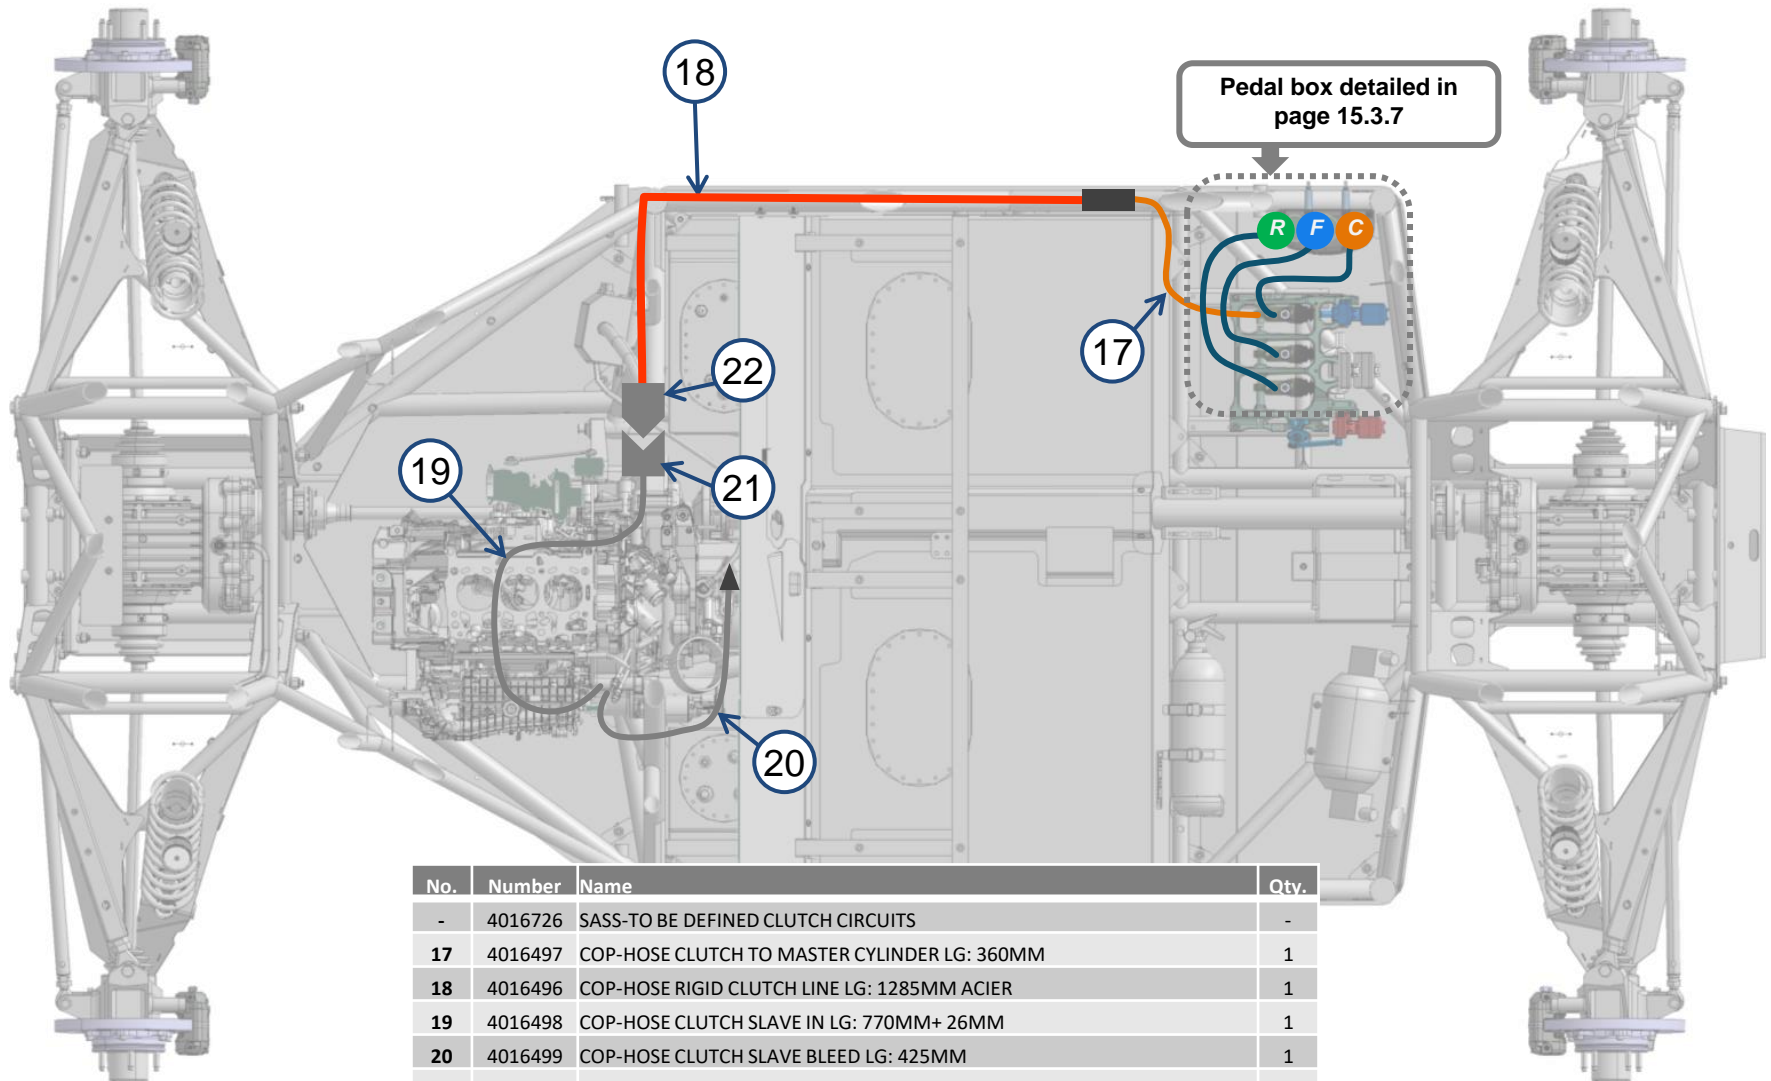 18
Pedal box detailed in
page 15.3.7
R F C
17
22
19
21
20
No. Number Name Qty.
- 4016726 SASS-TO BE DEFINED CLUTCH CIRCUITS -
17 4016497 COP-HOSE CLUTCH TO MASTER CYLINDER LG: 360MM 1
18 4016496 COP-HOSE RIGID CLUTCH LINE LG: 1285MM ACIER 1
19 4016498 COP-HOSE CLUTCH SLAVE IN LG: 770MM+ 26MM 1
20 4016499 COP-HOSE CLUTCH SLAVE BLEED LG: 425MM 1